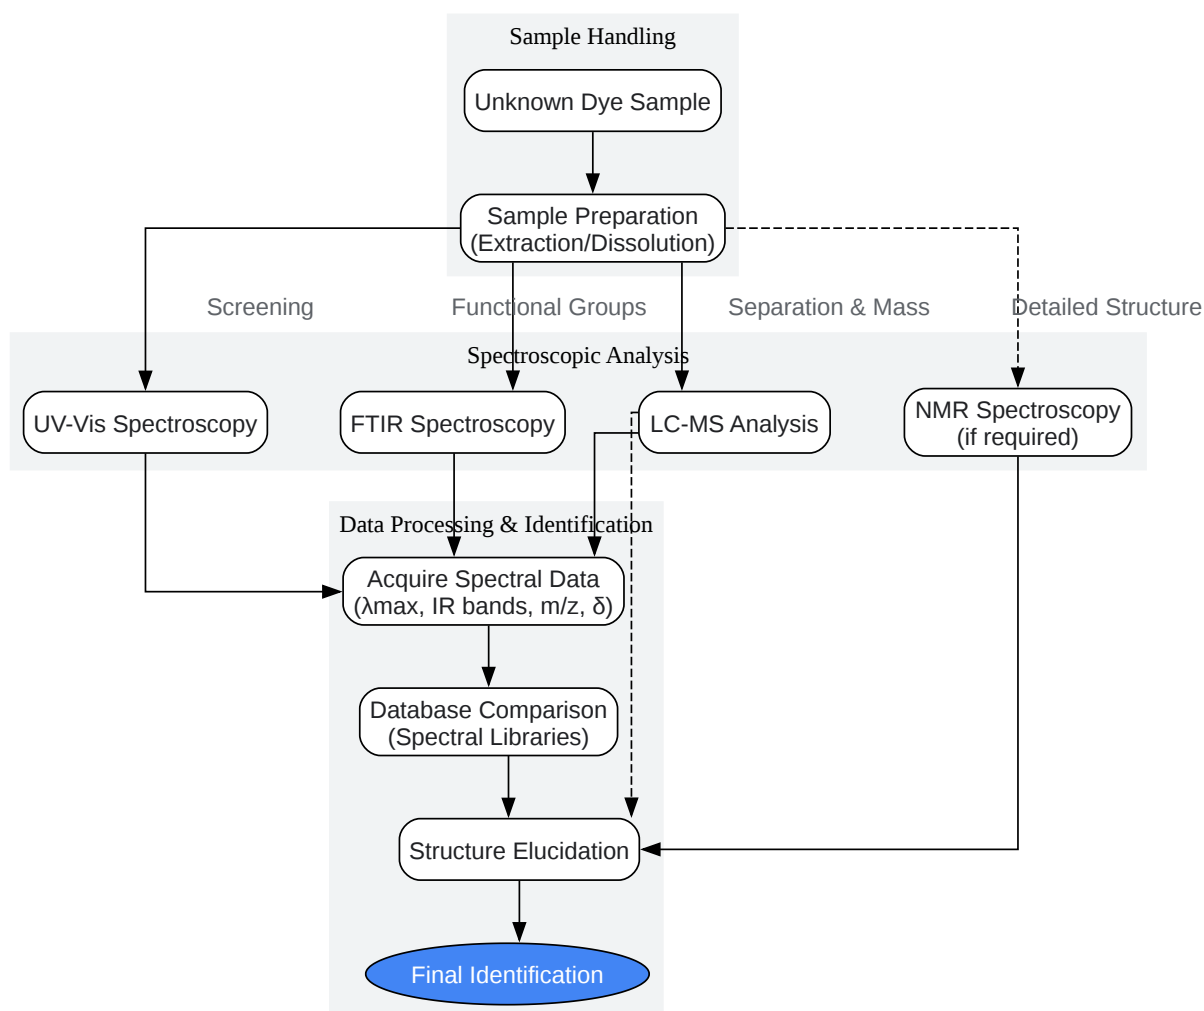 Sample Handling
Unknown Dye Sample
Sample Preparation
(Extraction/Dissolution)
Screening
Functional Groups
Separation & Mass
Detailed Structure
Spectroscopic Analysis
UV-Vis Spectroscopy
FTIR Spectroscopy
LC-MS Analysis
NMR Spectroscopy
(if required)
Data Processing & Identification
Acquire Spectral Data
(λmax, IR bands, m/z, δ)
Database Comparison
(Spectral Libraries)
Structure Elucidation
Final Identification